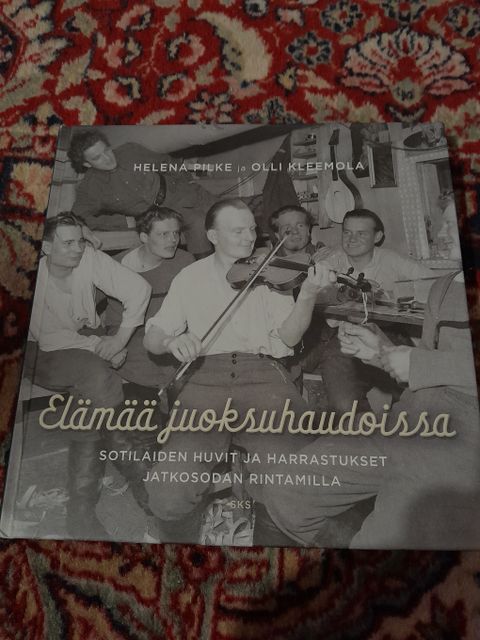 HELENA PILKE ja OLLI KLEEMOLA
Elämää juoksuhaudoissa
SOTILAIDEN HUVIT JA HARRASTUKSET
JATKOSODAN RINTAMILLA
SKS